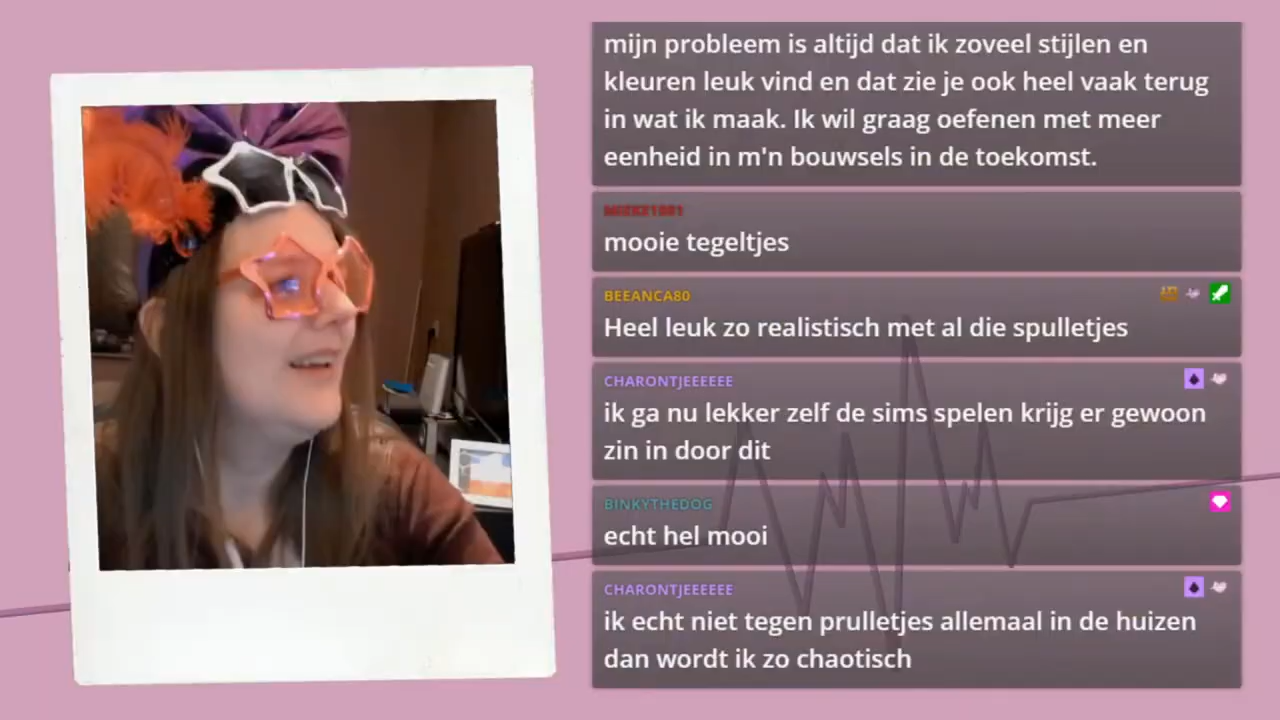 mijn probleem is altijd dat ik zoveel stijlen en
kleuren leuk vind en dat zie je ook heel vaak terug
in wat ik maak. Ik wil graag oefenen met meer
eenheid in m'n bouwsels in de toekomst.
mooie tegeltjes
BEEANCA80
Heel leuk zo realistisch met al die spulletjes
CHARONTJEEEEEE
ik ga nu lekker zelf de sims spelen krijg er gewoon
zin in door dit
BINKYTHEDOG
echt hel mooi
CHARONTJEEEEEE
ik echt niet tegen prulletjes allemaal in de huizen
dan wordt ik zo chaotisch